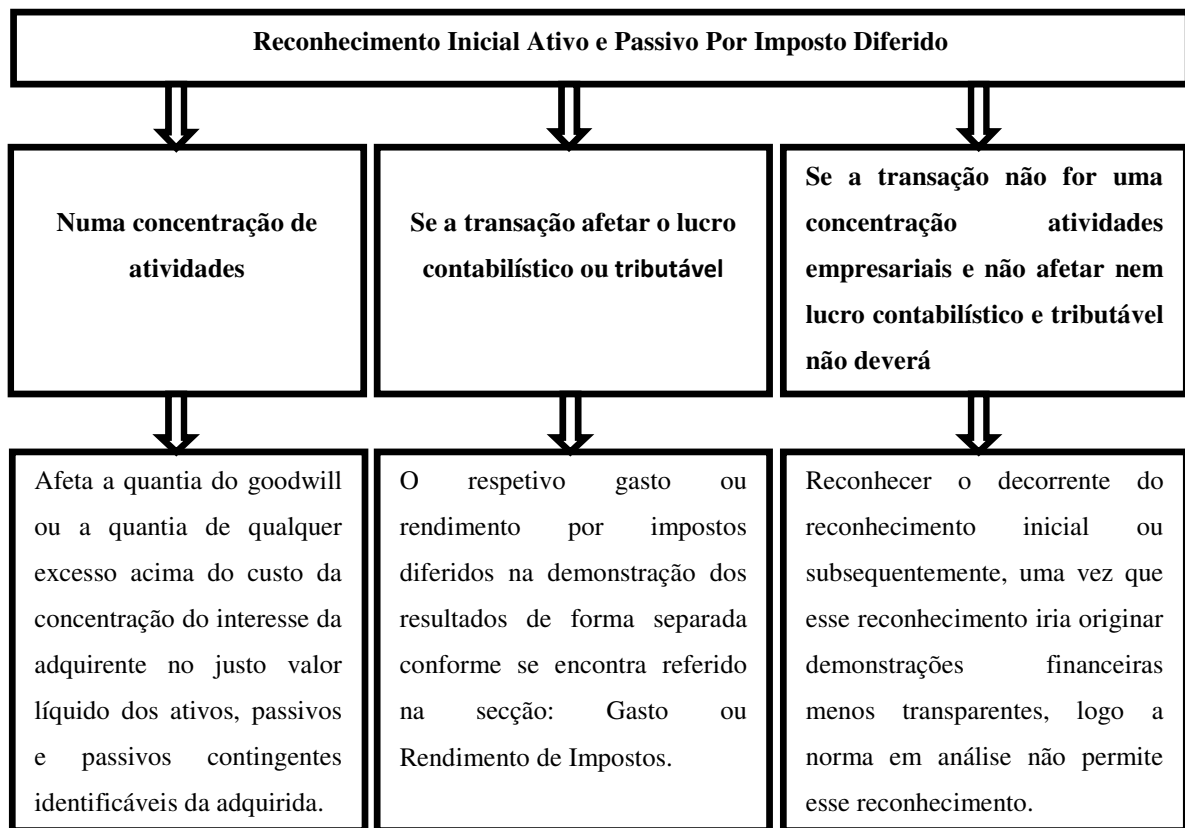 Reconhecimento Inicial Ativo e Passivo Por Imposto Diferido
Numa concentração de
atividades
Se a transação afetar o lucro
contabilístico ou tributável
Se a transação não for uma
concentração atividades
empresariais e não afetar nem
lucro contabilístico e tributável
não deverá
Afeta a quantia do goodwill
ou a quantia de qualquer
excesso acima do custo da
concentração do interesse da
adquirente no justo valor
líquido dos ativos, passivos
e passivos contingentes
identificáveis da adquirida.
O respetivo gasto ou
rendimento por impostos
diferidos na demonstração dos
resultados de forma separada
conforme se encontra referido
na secção: Gasto ou
Rendimento de Impostos.
Reconhecer o decorrente do
reconhecimento inicial ou
subsequentemente, uma vez que
esse reconhecimento iria originar
demonstrações financeiras
menos transparentes, logo a
norma em análise não permite
esse reconhecimento.